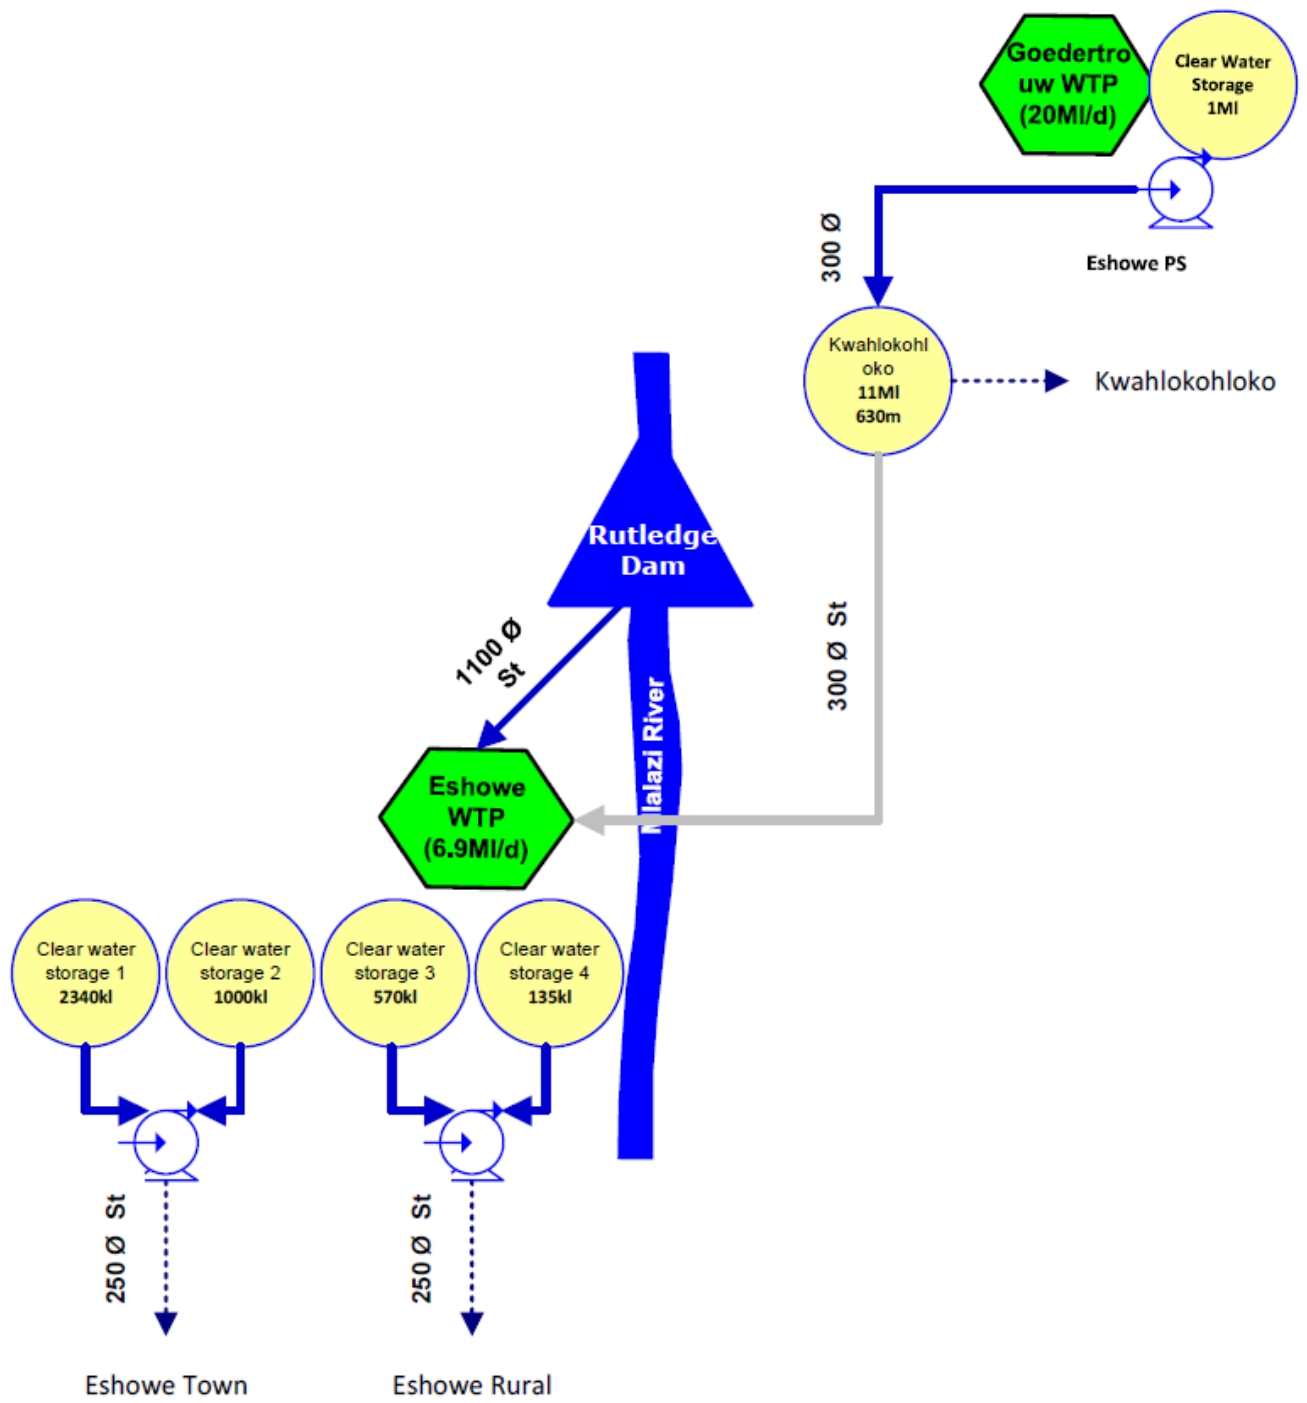 Goedertro
uw WTP
(20Ml/d)
Clear Water
Storage
1Ml
300 Ø
Eshowe PS
Kwahlokohl
oko
11Ml
630m
Kwahlokohloko
Rutledge
Dam
1100 Ø
St
300 Ø St
Mlalazi River
Eshowe
WTP
(6.9Ml/d)
Clear water
storage 1
2340kl
Clear water
storage 2
1000kl
Clear water
storage 3
570kl
Clear water
storage 4
135kl
250 Ø St
250 Ø St
Eshowe Town
Eshowe Rural